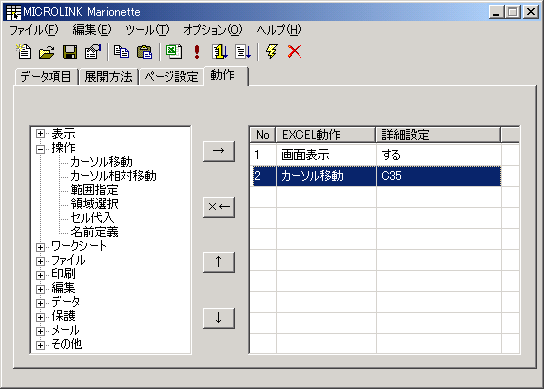 MICROLINK Marionette
ファイル(F) 編集(E) ツール(T) オプション(O) ヘルプ(H)
データ項目 展開方法 ページ設定 動作
表示
操作
カーソル移動
カーソル相対移動
範囲指定
領域選択
セル代入
名前定義
ワークシート
ファイル
印刷
編集
データ
保護
メール
その他
→
×←
↑
↓
No EXCEL動作 詳細設定
1 画面表示 する
2 カーソル移動 C35